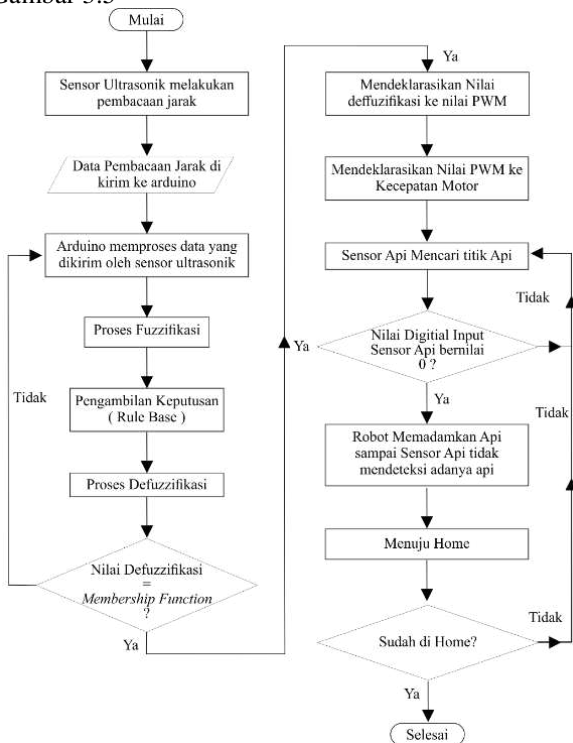 Mulai
Sensor Ultrasonik melakukan
pembacaan jarak
Data Pembacaan Jarak di
kirim ke arduino
Arduino memproses data yang
dikirim oleh sensor ultrasonik
Proses Fuzzifikasi
Tidak
Pengambilan Keputusan
( Rule Base )
Proses Defuzzifikasi
Nilai Defuzzifikasi
=
Membership Function
?
Ya
Ya
Ya
Mendeklarasikan Nilai
deffuzifikasi ke nilai PWM
Mendeklarasikan Nilai PWM ke
Kecepatan Motor
Sensor Api Mencari titik Api
Tidak
Nilai Digitial Input
Sensor Api bernilai
0 ?
Ya
Tidak
Robot Memadamkan Api
sampai Sensor Api tidak
mendeteksi adanya api
Menuju Home
Tidak
Sudah di Home?
Ya
Selesai